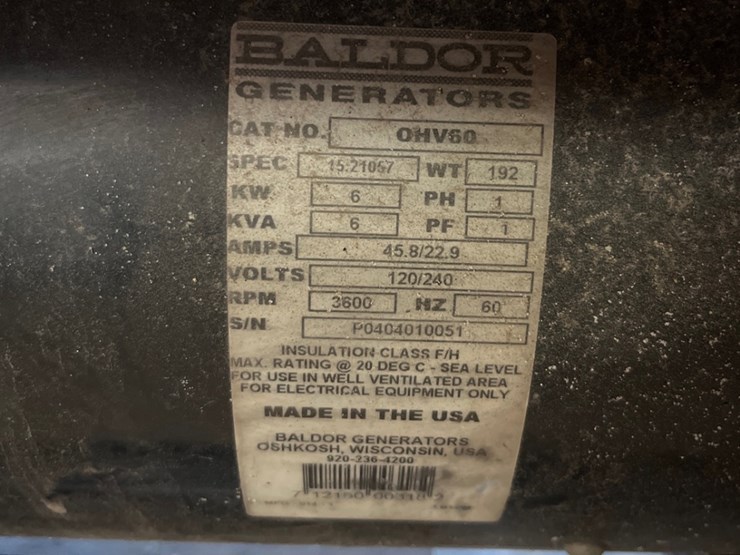 BALDOR
GENERATORS
CAT NO. OHV60
SPEC 15:21057 WT 192
KW 6 PH 1
KVA 6 PF 1
AMPS 45.8/22.9
VOLTS 120/240
RPM 3600 HZ 60
S/N P0404010051
INSULATION CLASS F/H
MAX. RATING @ 20 DEG C - SEA LEVEL
FOR USE IN WELL VENTILATED AREA
FOR ELECTRICAL EQUIPMENT ONLY
MADE IN THE USA
BALDOR GENERATORS
OSHKOSH, WISCONSIN, USA
920-236-4200